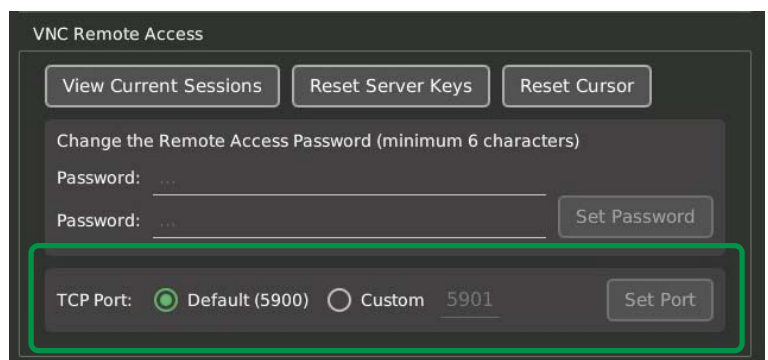 VNC Remote Access
View Current Sessions Reset Server Keys Reset Cursor
Change the Remote Access Password (minimum 6 characters)
Password: ...
Password: ... Set Password
TCP Port: Default (5900) Custom 5901 Set Port